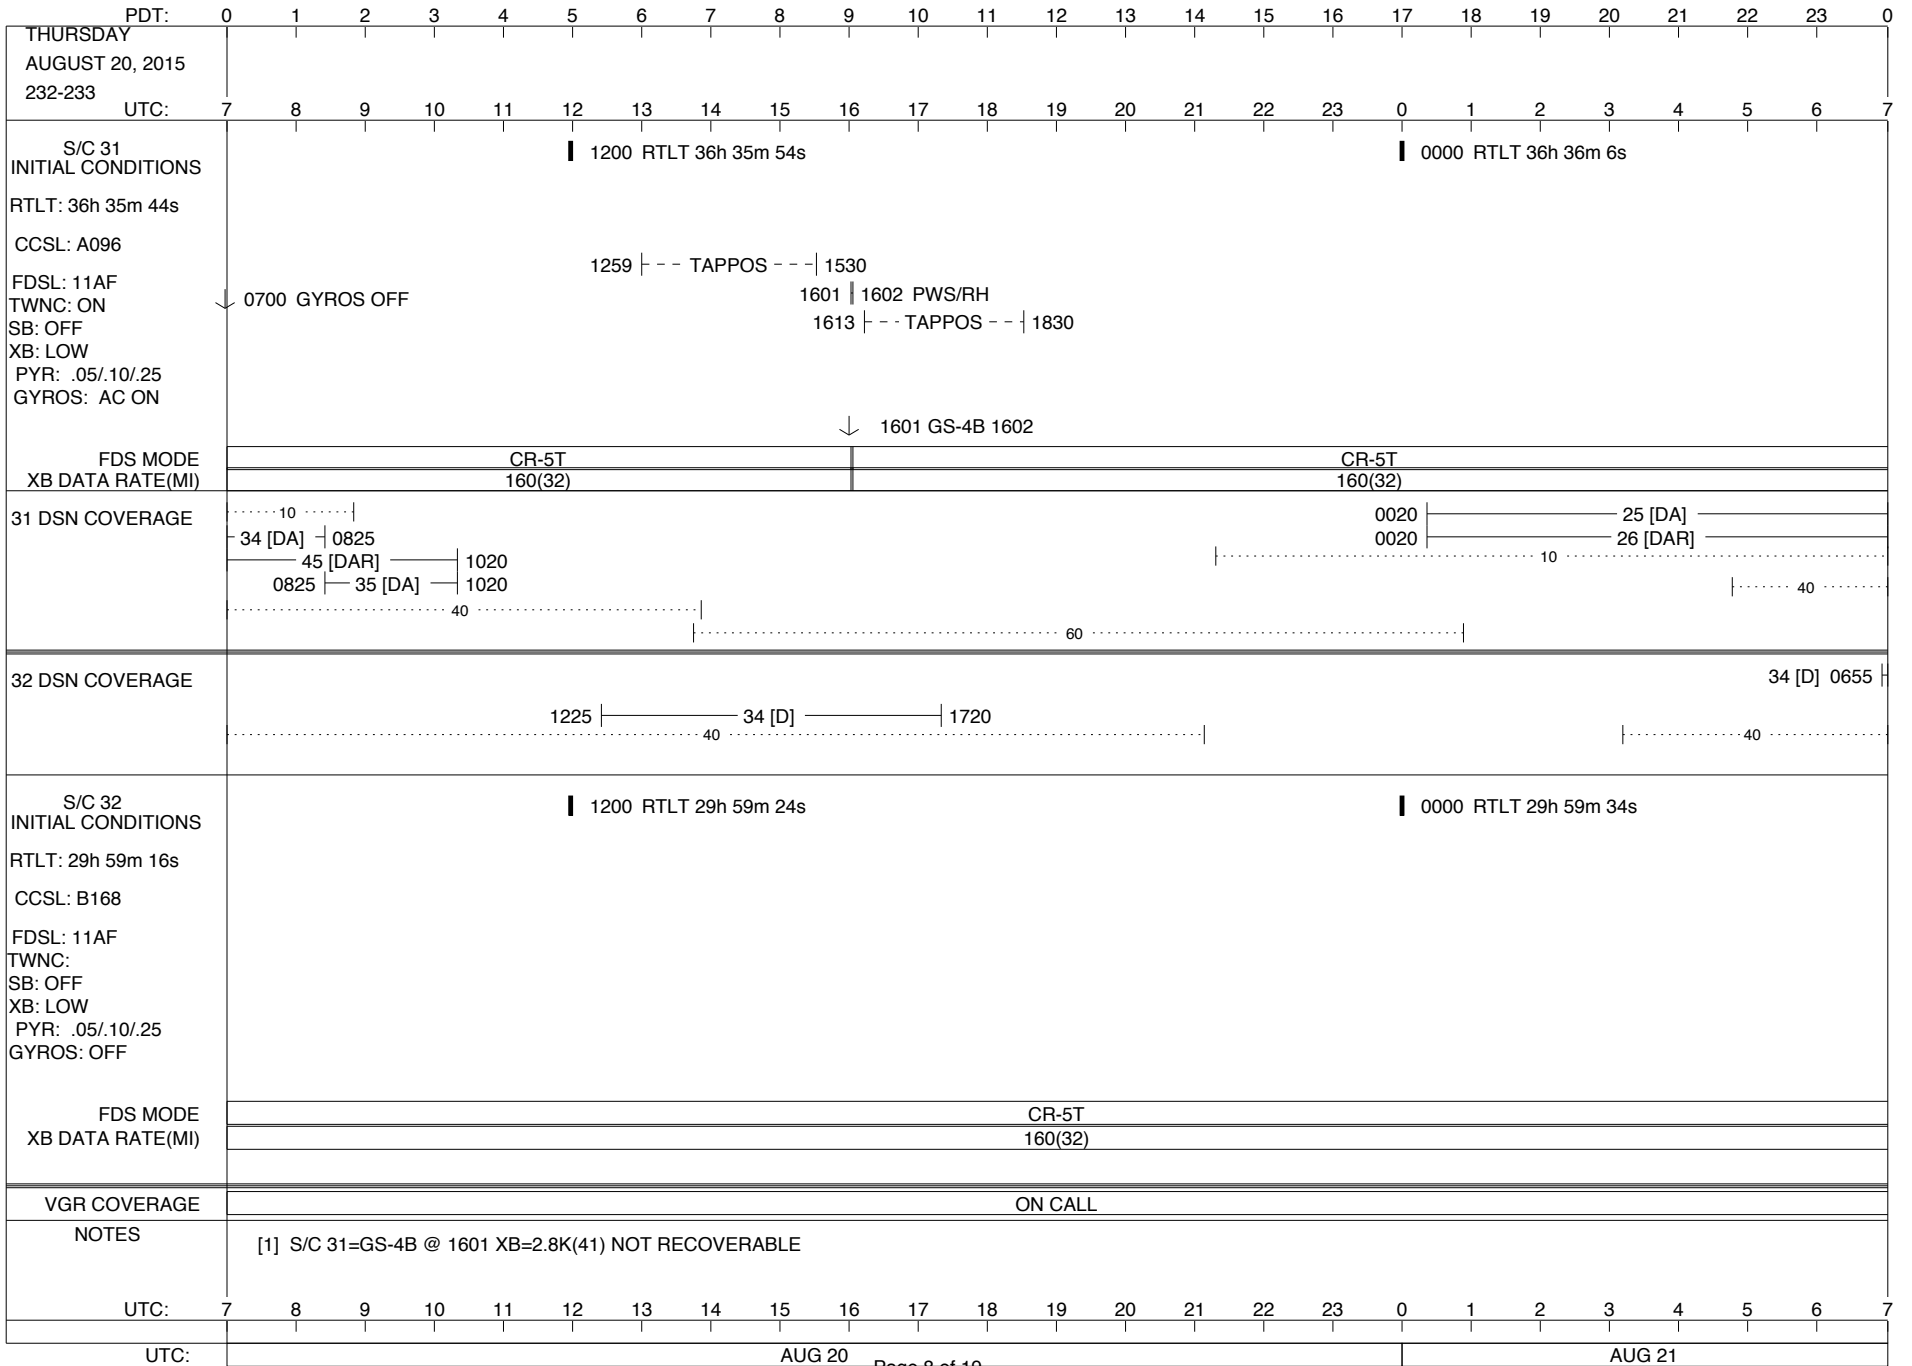 PDT: 0 1 2 3 4 5 6 7 8 9 10 11 12 13 14 15 16 17 18 19 20 21 22 23 0
THURSDAY
AUGUST 20, 2015
232-233
UTC: 7 8 9 10 11 12 13 14 15 16 17 18 19 20 21 22 23 0 1 2 3 4 5 6 7
S/C 31
INITIAL CONDITIONS
1200 RTLT 36h 35m 54s 0000 RTLT 36h 36m 6s
RTLT: 36h 35m 44s
CCSL: A096
1259 TAPPOS 1530
FDSL: 11AF
0700 GYROS OFF 1601 1602 PWS/RH
TWNC: ON
1613 TAPPOS 1830
SB: OFF
XB: LOW
PYR: .05/.10/.25
GYROS: AC ON
1601 GS-4B 1602
FDS MODE CR-5T CR-5T
XB DATA RATE(MI) 160(32) 160(32)
31 DSN COVERAGE
10 0020 25 [DA]
34 [DA] 0825 0020 26 [DAR]
45 [DAR] 1020 10
0825 35 [DA] 1020 40
40
60
32 DSN COVERAGE 34 [D] 0655
1225 34 [D] 1720
40 40
S/C 32
INITIAL CONDITIONS
1200 RTLT 29h 59m 24s 0000 RTLT 29h 59m 34s
RTLT: 29h 59m 16s
CCSL: B168
FDSL: 11AF
TWNC:
SB: OFF
XB: LOW
PYR: .05/.10/.25
GYROS: OFF
FDS MODE CR-5T
XB DATA RATE(MI) 160(32)
VGR COVERAGE ON CALL
NOTES
[1] S/C 31=GS-4B @ 1601 XB=2.8K(41) NOT RECOVERABLE
UTC: 7 8 9 10 11 12 13 14 15 16 17 18 19 20 21 22 23 0 1 2 3 4 5 6 7
UTC: AUG 20 AUG 21
Page 8 of 19